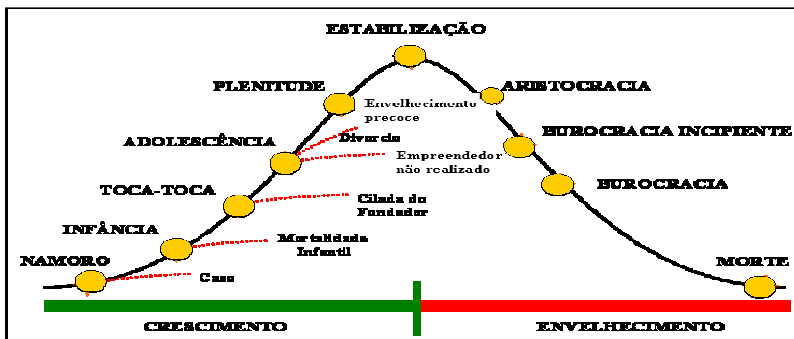 ESTABILIZAÇÃO
PLENITUDE
ARISTOCRACIA
Envelhecimento
precoce
Divorcio
ADOLESCÊNCIA
BUROCRACIA INCIPIENTE
Empreendedor
não realizado
TOCA-TOCA
BUROCRACIA
Cilada do
Fundador
INFÂNCIA
Mortalidade
Infantil
NAMORO
MORTE
Caso
CRESCIMENTO
ENVELHECIMENTO